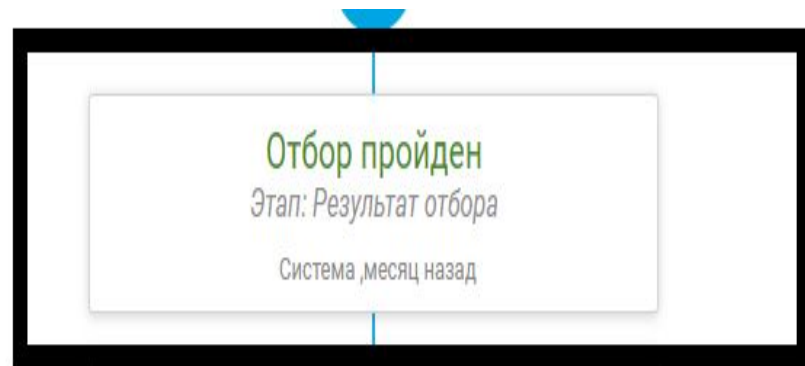 Отбор пройден
Этап: Результат отбора
Система ,месяц назад